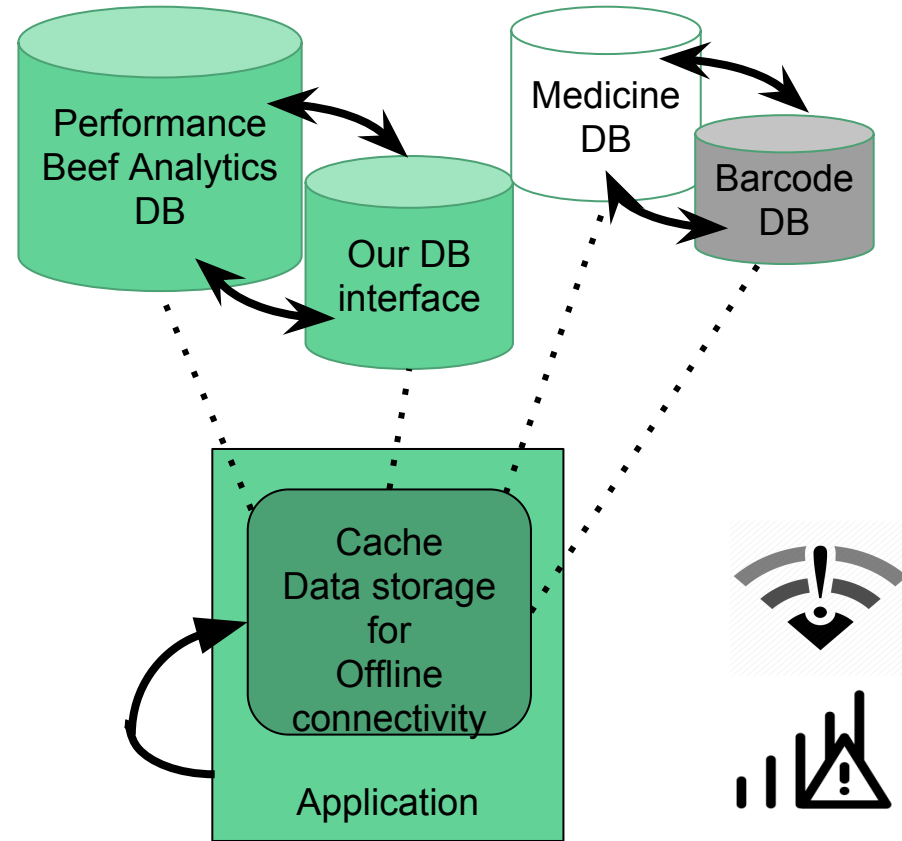 Performance
Beef Analytics
DB
Our DB
interface
Medicine
DB
Barcode
DB
Cache
Data storage
for
Offline
connectivity
Application